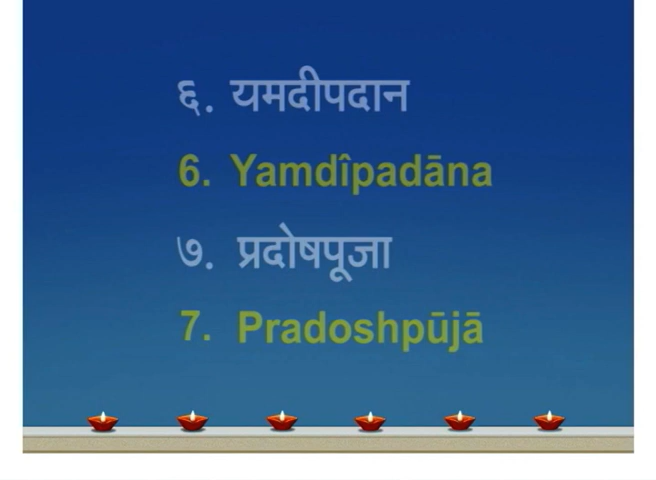 ६. यमदीपदान
6. Yamdîpadāna
७. प्रदोषपूजा
7. Pradoshpūjā